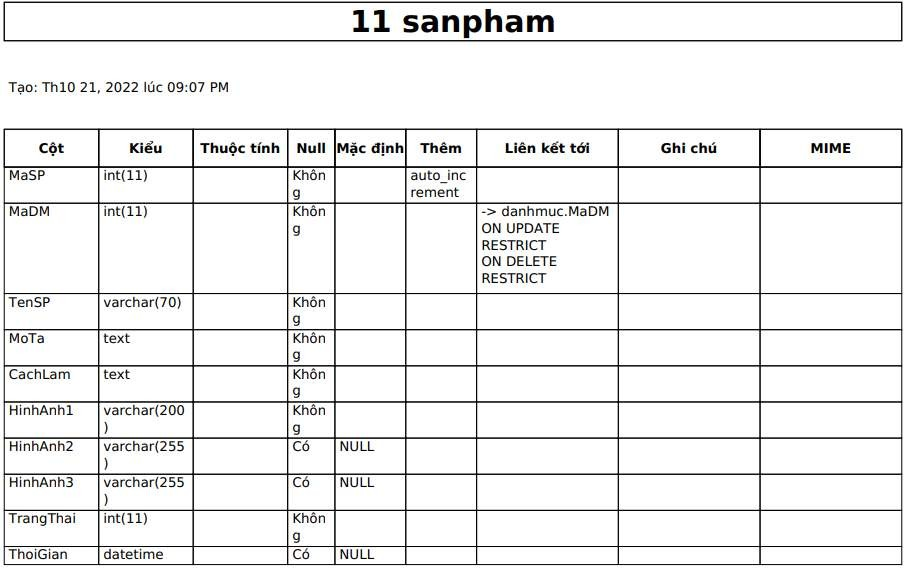 11 sanpham
Tạo: Th10 21, 2022 lúc 09:07 PM
Cột Kiểu Thuộc tính Null Mặc định Thêm Liên kết tới Ghi chú MIME
MaSP int(11) Khôn auto_inc
g rement
MaDM int(11) Khôn -> danhmuc.MaDM
g ON UPDATE
RESTRICT
ON DELETE
RESTRICT
TenSP varchar(70) Khôn
g
MoTa text Khôn
g
CachLam text Khôn
g
HinhAnh1 varchar(200 Khôn
) g
HinhAnh2 varchar(255 Có NULL
)
HinhAnh3 varchar(255 Có NULL
)
TrangThai int(11) Khôn
g
ThoiGian datetime Có NULL